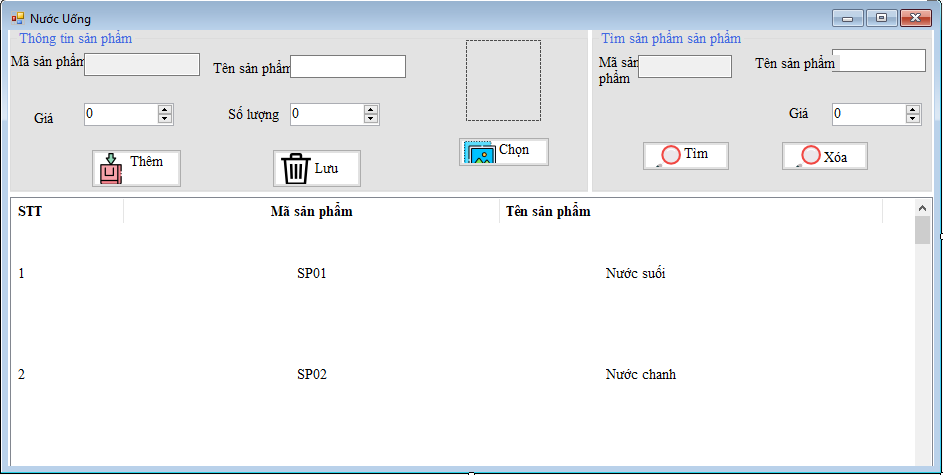 Nước Uống
Thông tin sản phẩm
Mã sản phẩm
Tên sản phẩm
Giá
0
Số lượng
0
Thêm
Lưu
Chọn
Tìm sản phẩm sản phẩm
Mã sản
phẩm
Tên sản phẩm
Giá
0
Tìm
Xóa
STT Mã sản phẩm Tên sản phẩm
1 SP01 Nước suối
2 SP02 Nước chanh